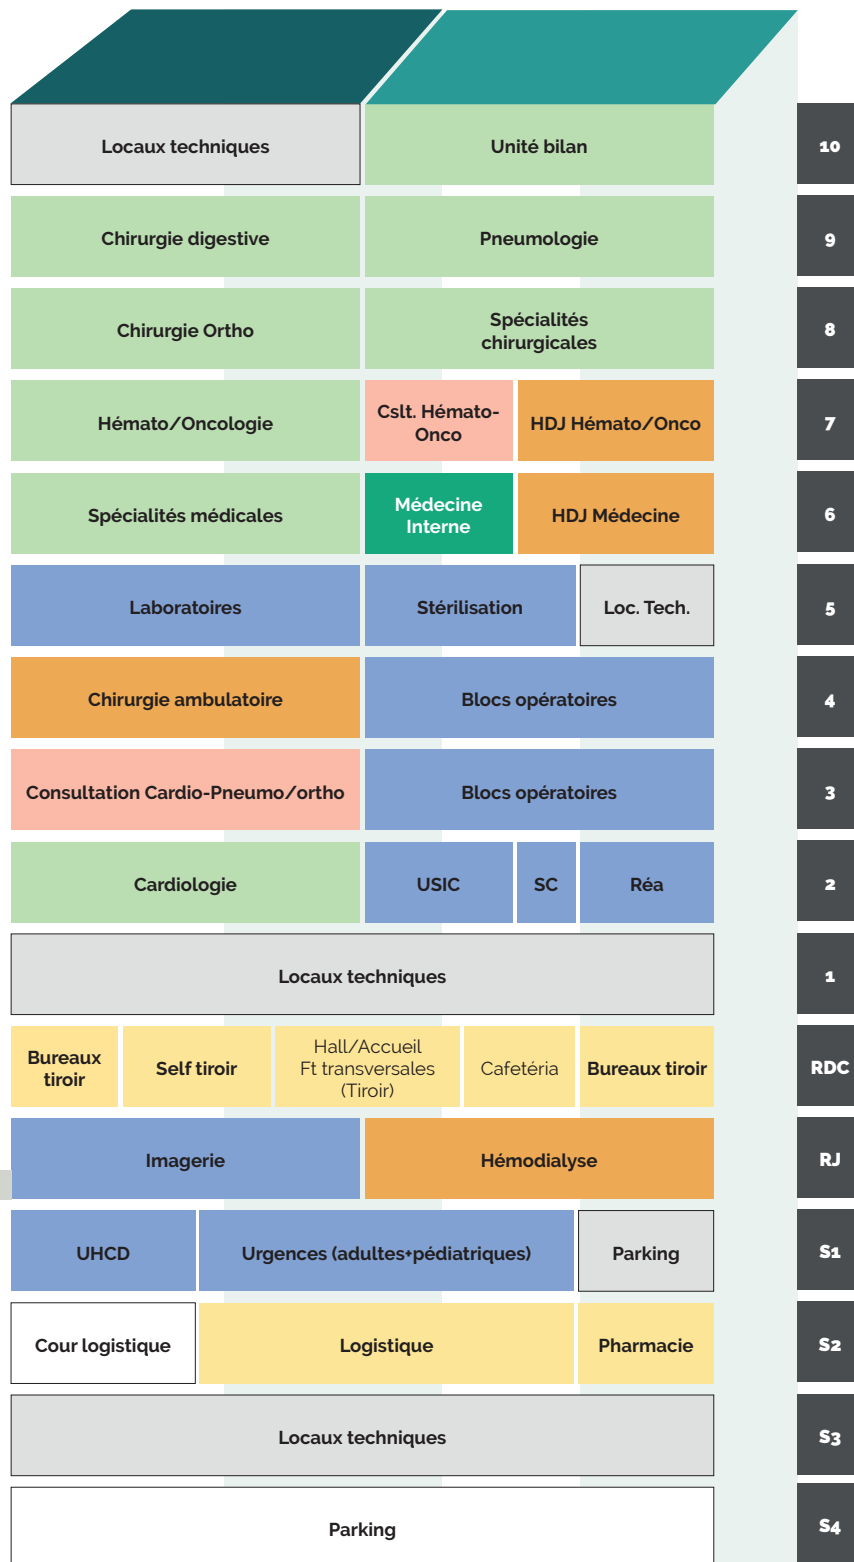 Locaux techniques
Unité bilan
10
Chirurgie digestive
Pneumologie
9
Chirurgie Ortho
Spécialités
chirurgicales
8
Hémato/Oncologie
Cslt. Hémato-
Onco
HDJ Hémato/Onco
7
Spécialités médicales
Médecine
Interne
HDJ Médecine
6
Laboratoires
Stérilisation
Loc. Tech.
5
Chirurgie ambulatoire
Blocs opératoires
4
Consultation Cardio-Pneumo/ortho
Blocs opératoires
3
Cardiologie
USIC
SC
Réa
2
Locaux techniques
1
Bureaux
tiroir
Self tiroir
Hall/Accueil
Ft transversales
(Tiroir)
Cafetéria
Bureaux tiroir
RDC
Imagerie
Hémodialyse
RJ
UHCD
Urgences (adultes+pédiatriques)
Parking
S1
Cour logistique
Logistique
Pharmacie
S2
Locaux techniques
S3
Parking
S4